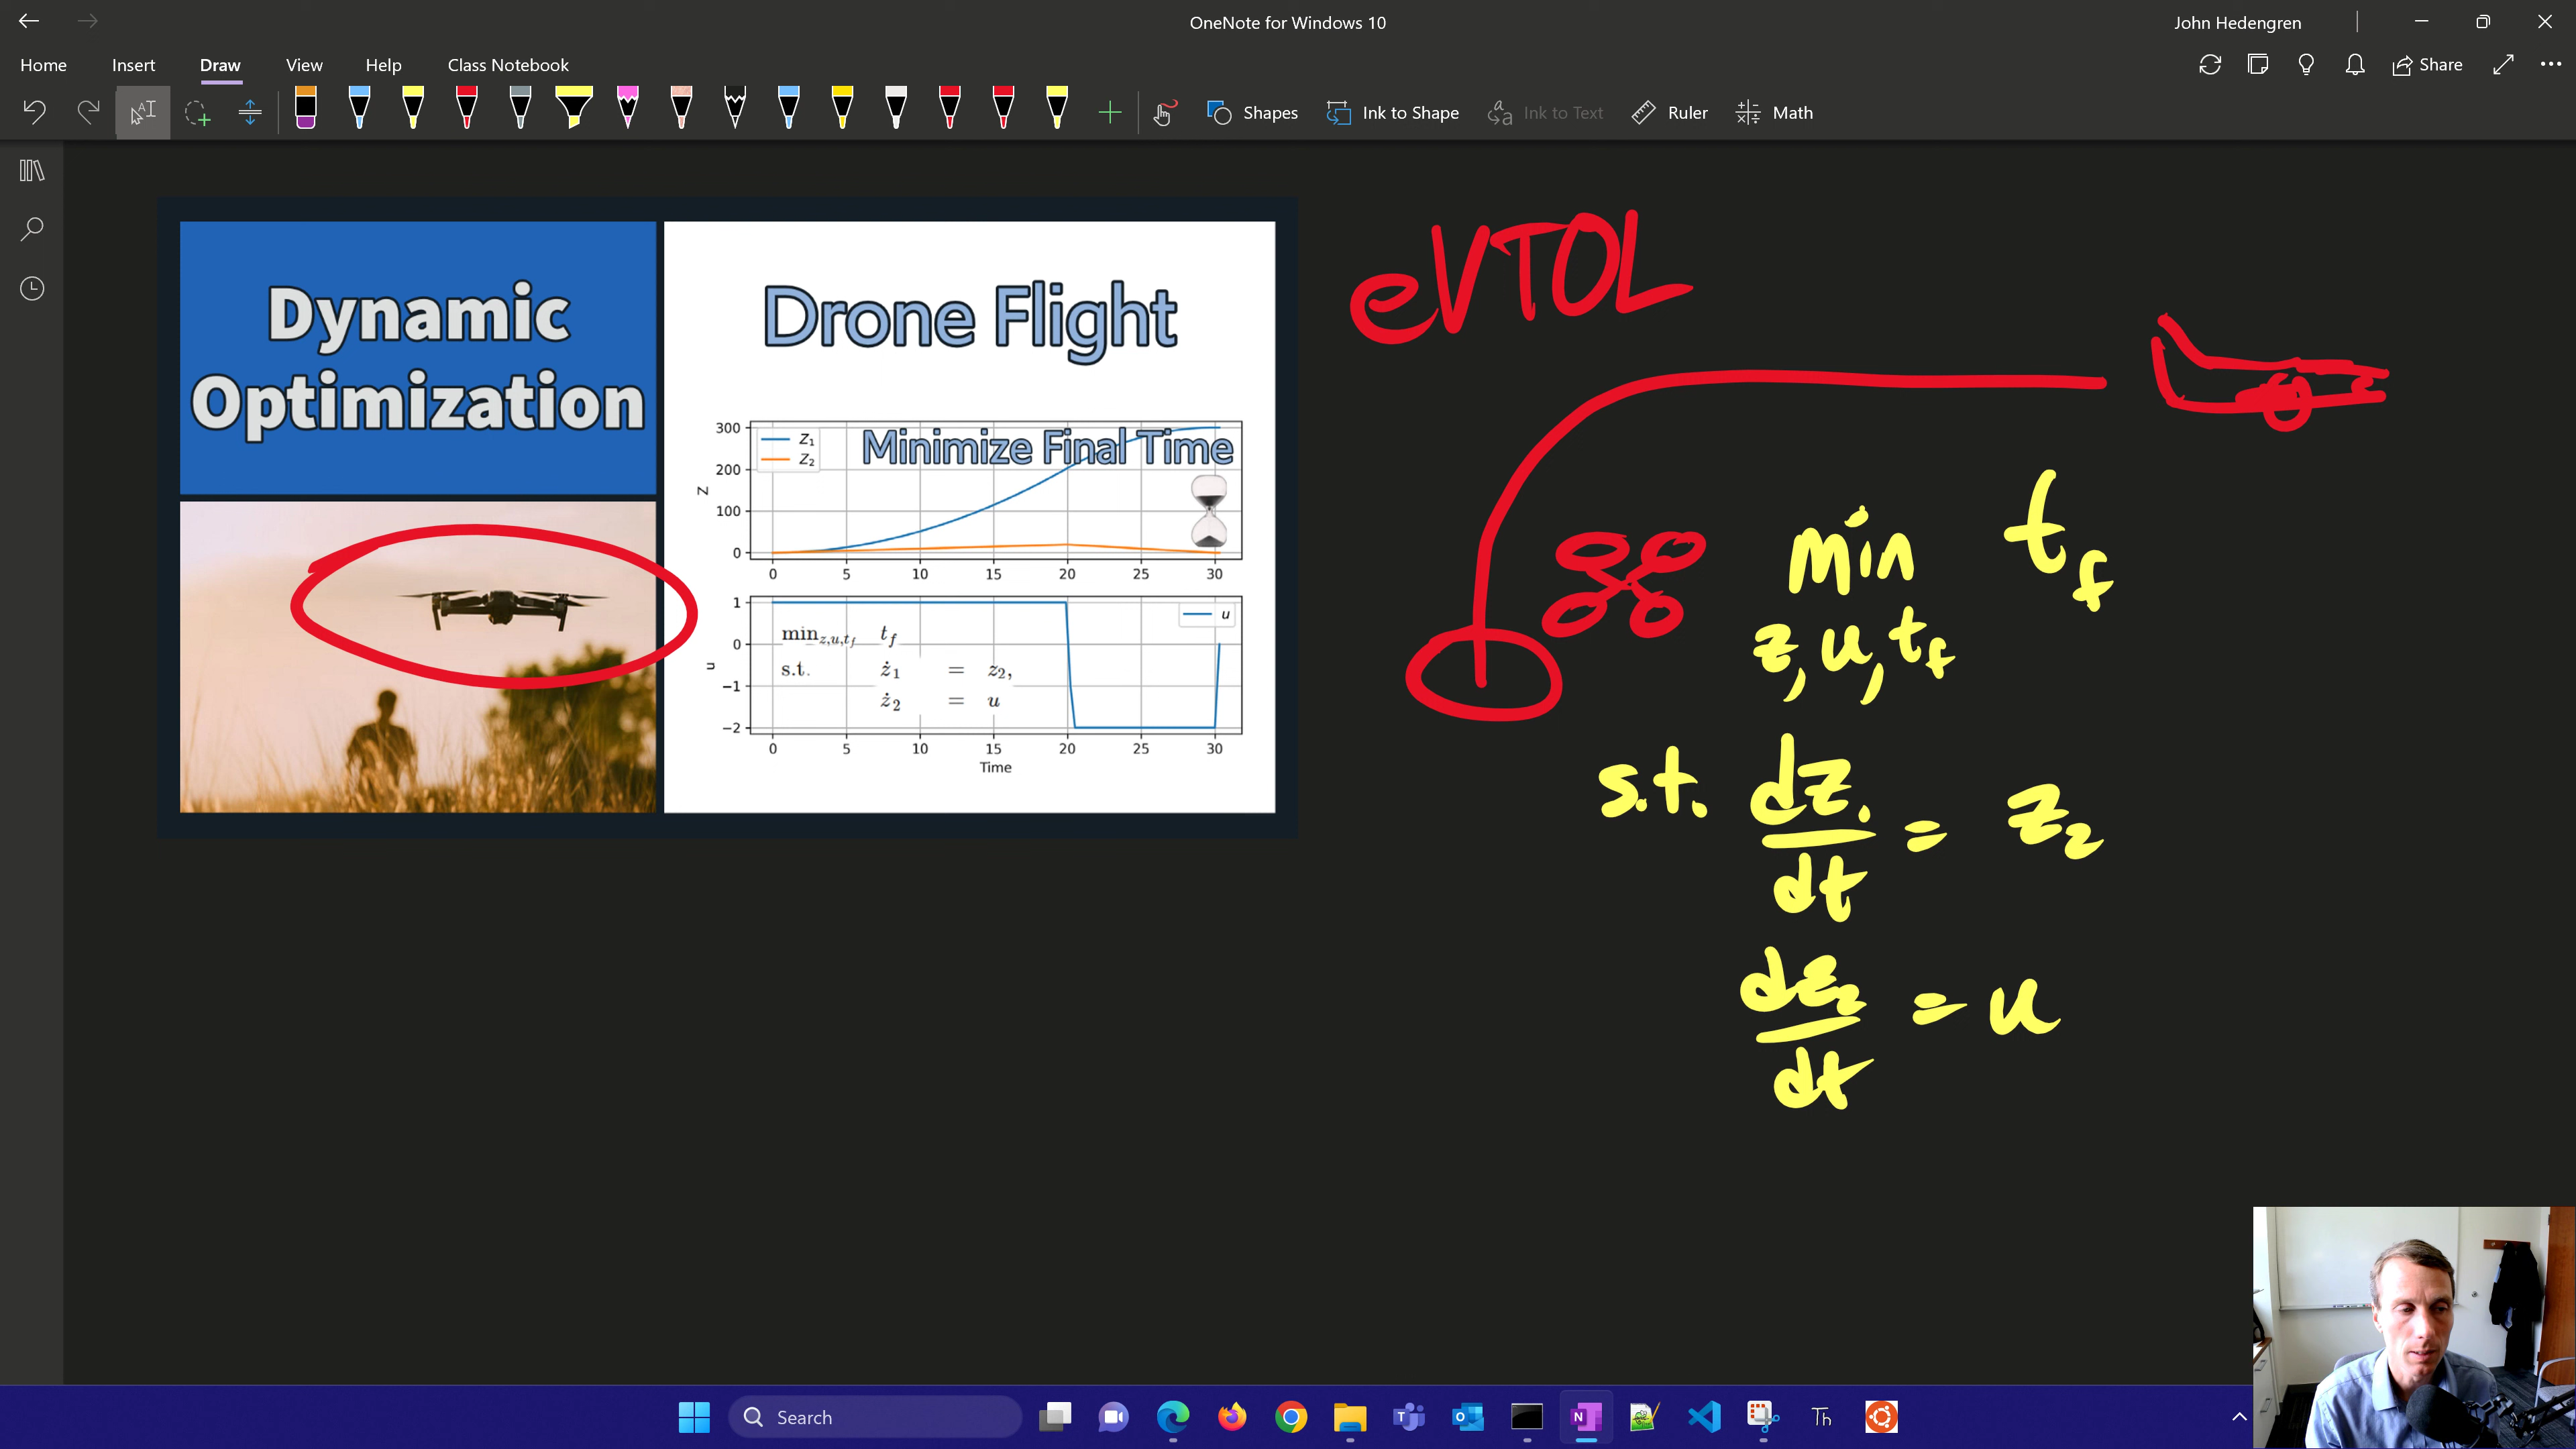 OneNote for Windows 10
John Hedengren
Home Insert Draw View Help Class Notebook
Share
Shapes Ink to Shape Ink to Text Ruler Math
Dynamic
Optimization
Drone Flight
Minimize Final Time
Z₁
Z₂
300
200
100
0
Z
0 5 10 15 20 25 30
1
0
−1
−2
u
u
min_{z,u,t_f} t_f
s.t. ż₁ = z₂,
ż₂ = u
0 5 10 15 20 25 30
Time
eVTOL
min t_f
z, u, t_f
s.t. dz₁/dt = z₂
dz₂/dt = u
Search
Th